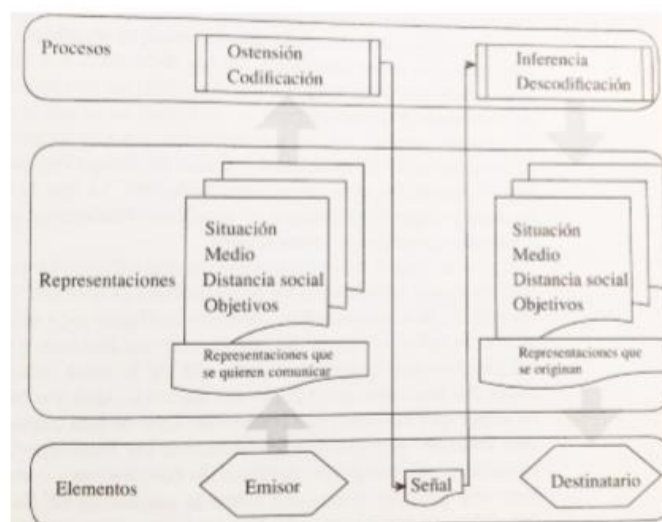 Procesos
Ostensión
Codificación
Inferencia
Descodificación
Representaciones
Situación
Medio
Distancia social
Objetivos
Representaciones que
se quieren comunicar
Situación
Medio
Distancia social
Objetivos
Representaciones que
se originan
Elementos
Emisor
Señal
Destinatario